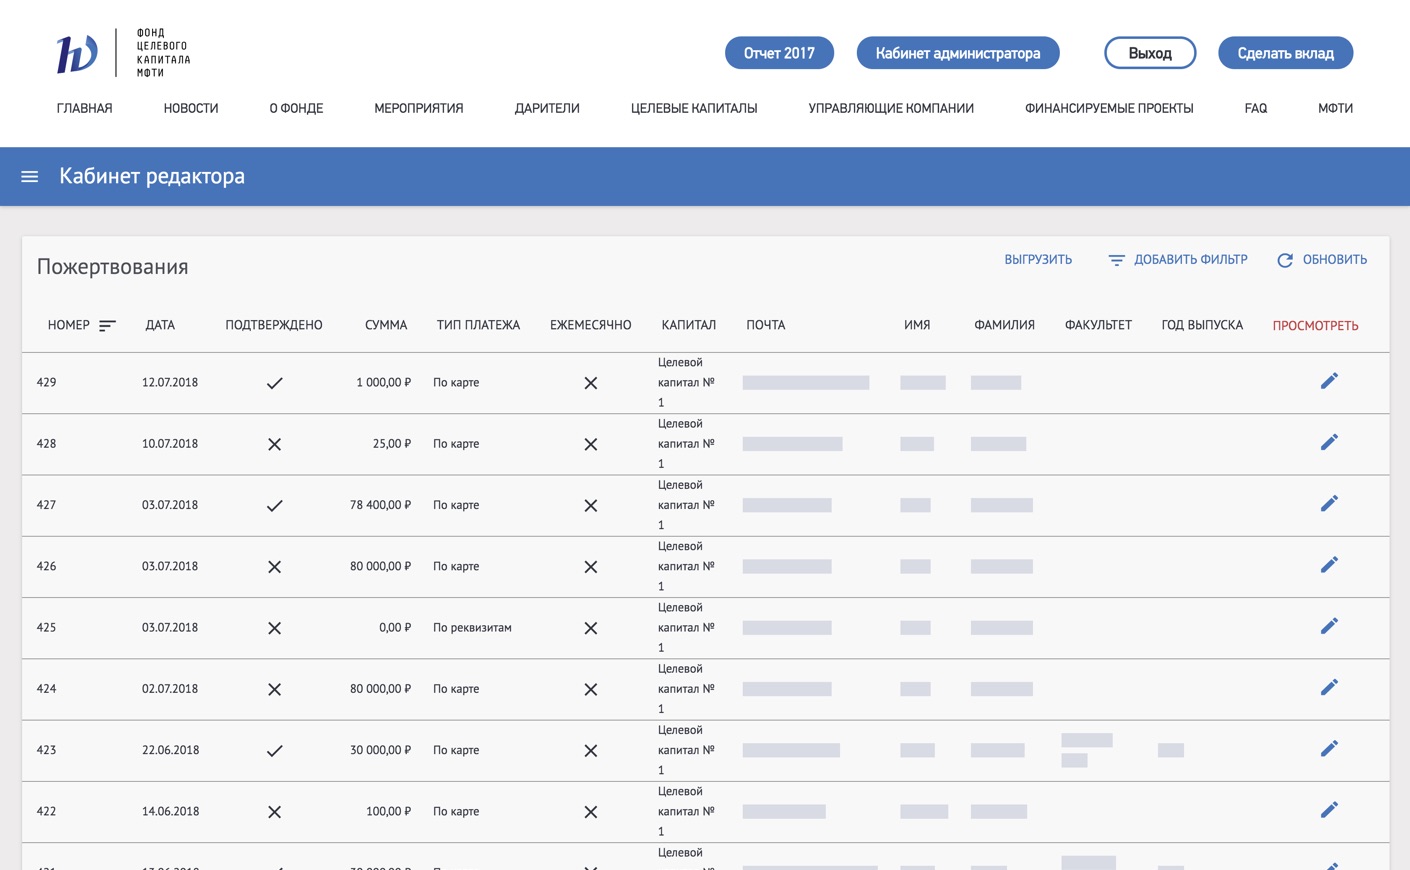 ФОНД
ЦЕЛЕВОГО
КАПИТАЛА
МФТИ
Отчет 2017
Кабинет администратора
Выход
Сделать вклад
ГЛАВНАЯ НОВОСТИ О ФОНДЕ МЕРОПРИЯТИЯ ДАРИТЕЛИ ЦЕЛЕВЫЕ КАПИТАЛЫ УПРАВЛЯЮЩИЕ КОМПАНИИ ФИНАНСИРУЕМЫЕ ПРОЕКТЫ FAQ МФТИ
Кабинет редактора
Пожертвования
ВЫГРУЗИТЬ ДОБАВИТЬ ФИЛЬТР ОБНОВИТЬ
НОМЕР ДАТА ПОДТВЕРЖДЕНО СУММА ТИП ПЛАТЕЖА ЕЖЕМЕСЯЧНО КАПИТАЛ ПОЧТА ИМЯ ФАМИЛИЯ ФАКУЛЬТЕТ ГОД ВЫПУСКА ПРОСМОТРЕТЬ
Целевой
429 12.07.2018 1 000,00 ₽ По карте капитал №
1
Целевой
428 10.07.2018 25,00 ₽ По карте капитал №
1
Целевой
427 03.07.2018 78 400,00 ₽ По карте капитал №
1
Целевой
426 03.07.2018 80 000,00 ₽ По карте капитал №
1
Целевой
425 03.07.2018 0,00 ₽ По реквизитам капитал №
1
Целевой
424 02.07.2018 80 000,00 ₽ По карте капитал №
1
Целевой
423 22.06.2018 30 000,00 ₽ По карте капитал №
1
Целевой
422 14.06.2018 100,00 ₽ По карте капитал №
1
Целевой